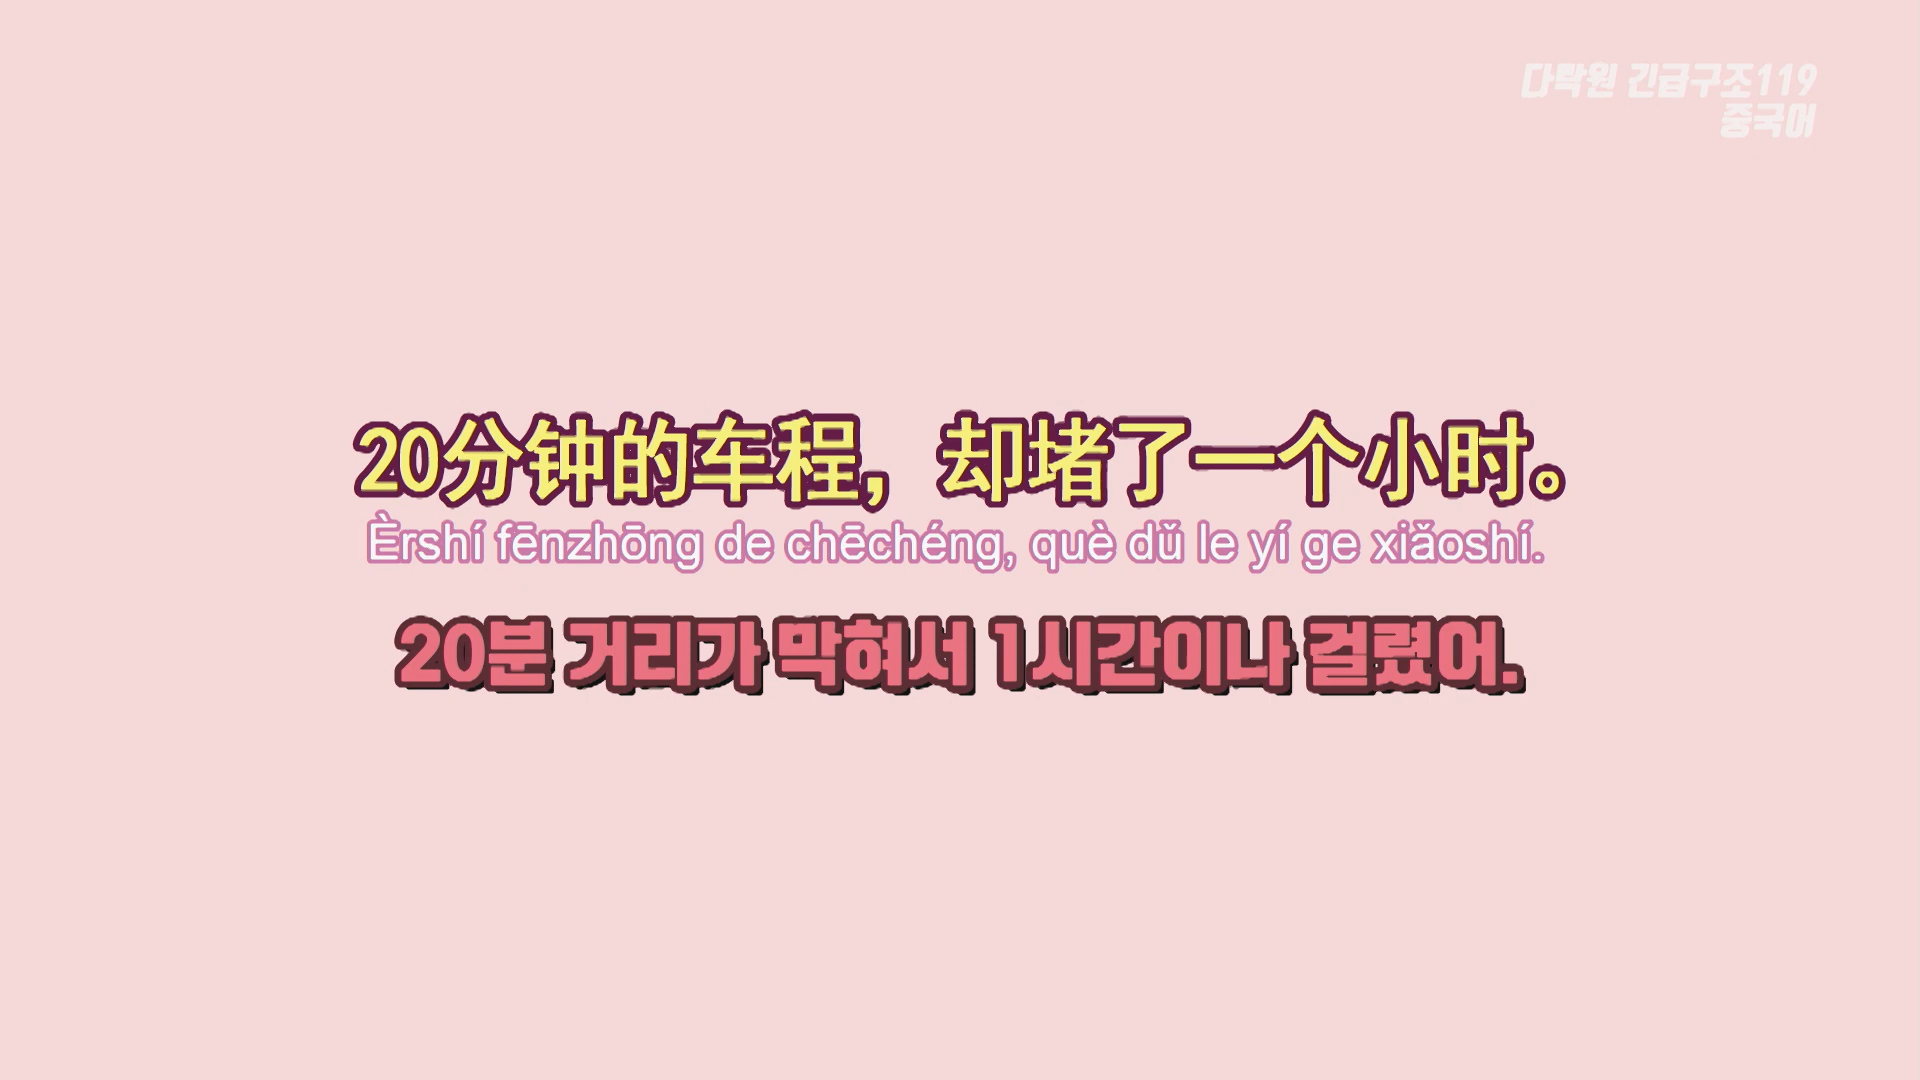 다락원 긴급구조119
중국어
20分钟的车程，却堵了一个小时。
Èrshí fēnzhōng de chēchéng, què dǔ le yí ge xiǎoshí.
20분 거리가 막혀서 1시간이나 걸렸어.